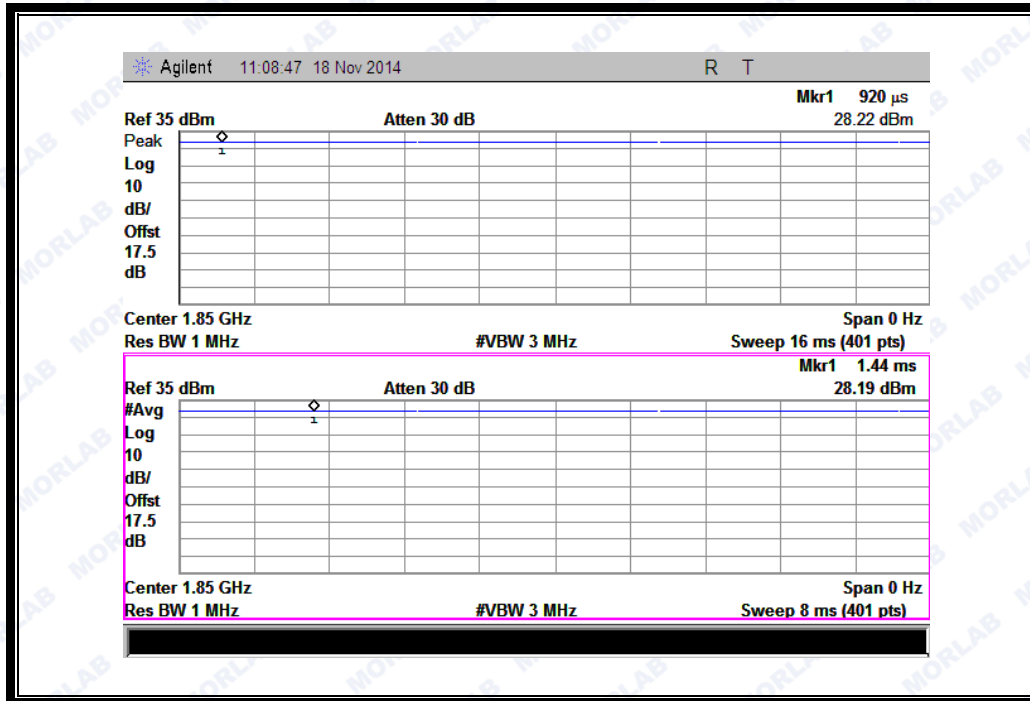 Agilent 11:08:47 18 Nov 2014 R T
Mkr1 920 µs
Ref 35 dBm Atten 30 dB 28.22 dBm
Peak
Log
10
dB/
Offst
17.5
dB
1
Center 1.85 GHz Span 0 Hz
Res BW 1 MHz #VBW 3 MHz Sweep 16 ms (401 pts)
Mkr1 1.44 ms
Ref 35 dBm Atten 30 dB 28.19 dBm
#Avg
Log
10
dB/
Offst
17.5
dB
1
Center 1.85 GHz Span 0 Hz
Res BW 1 MHz #VBW 3 MHz Sweep 8 ms (401 pts)
MORLAB